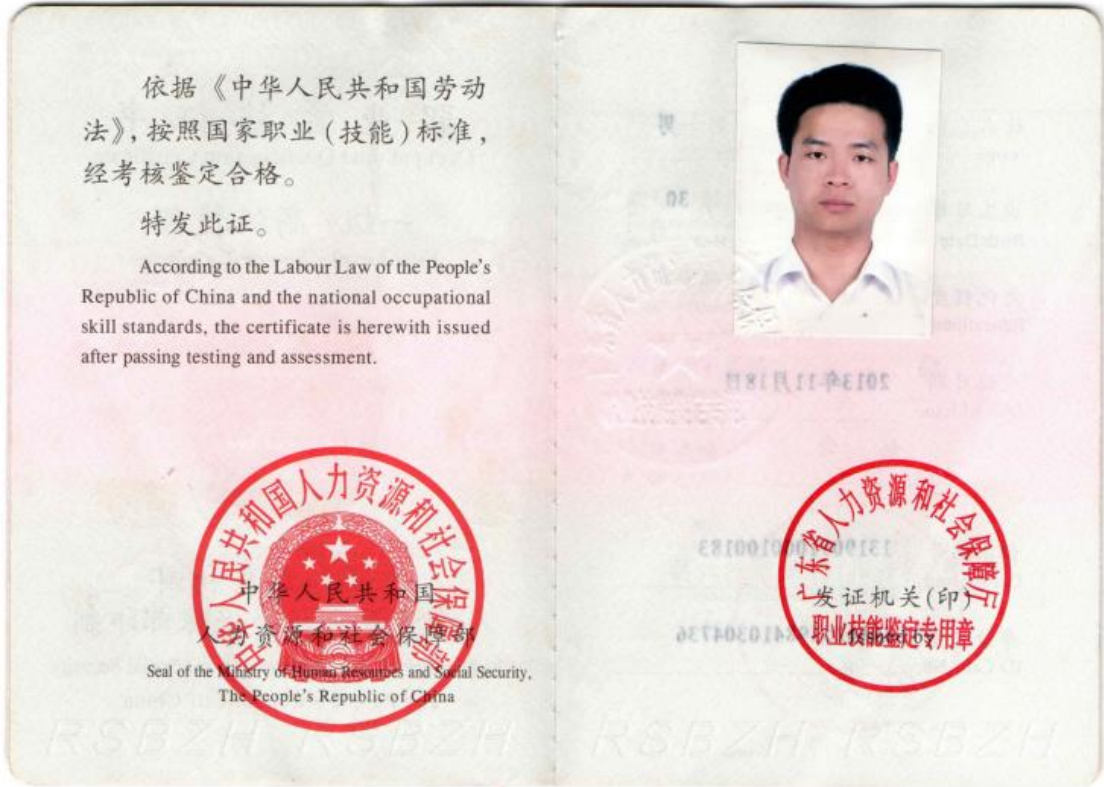 依据《中华人民共和国劳动
法》,按照国家职业(技能)标准,
经考核鉴定合格。
特发此证。
According to the Labour Law of the People's
Republic of China and the national occupational
skill standards, the certificate is herewith issued
after passing testing and assessment.
中华人民共和国人力资源和社会保障部
中华人民共和国
人力资源和社会保障部
Seal of the Ministry of Human Resources and Social Security,
The People's Republic of China
RSBZH RSBZH
男
30
2013年11月18日
广东省人力资源和社会保障厅
发证机关(印)
Issued by
职业技能鉴定专用章
RSBZH RSBZH